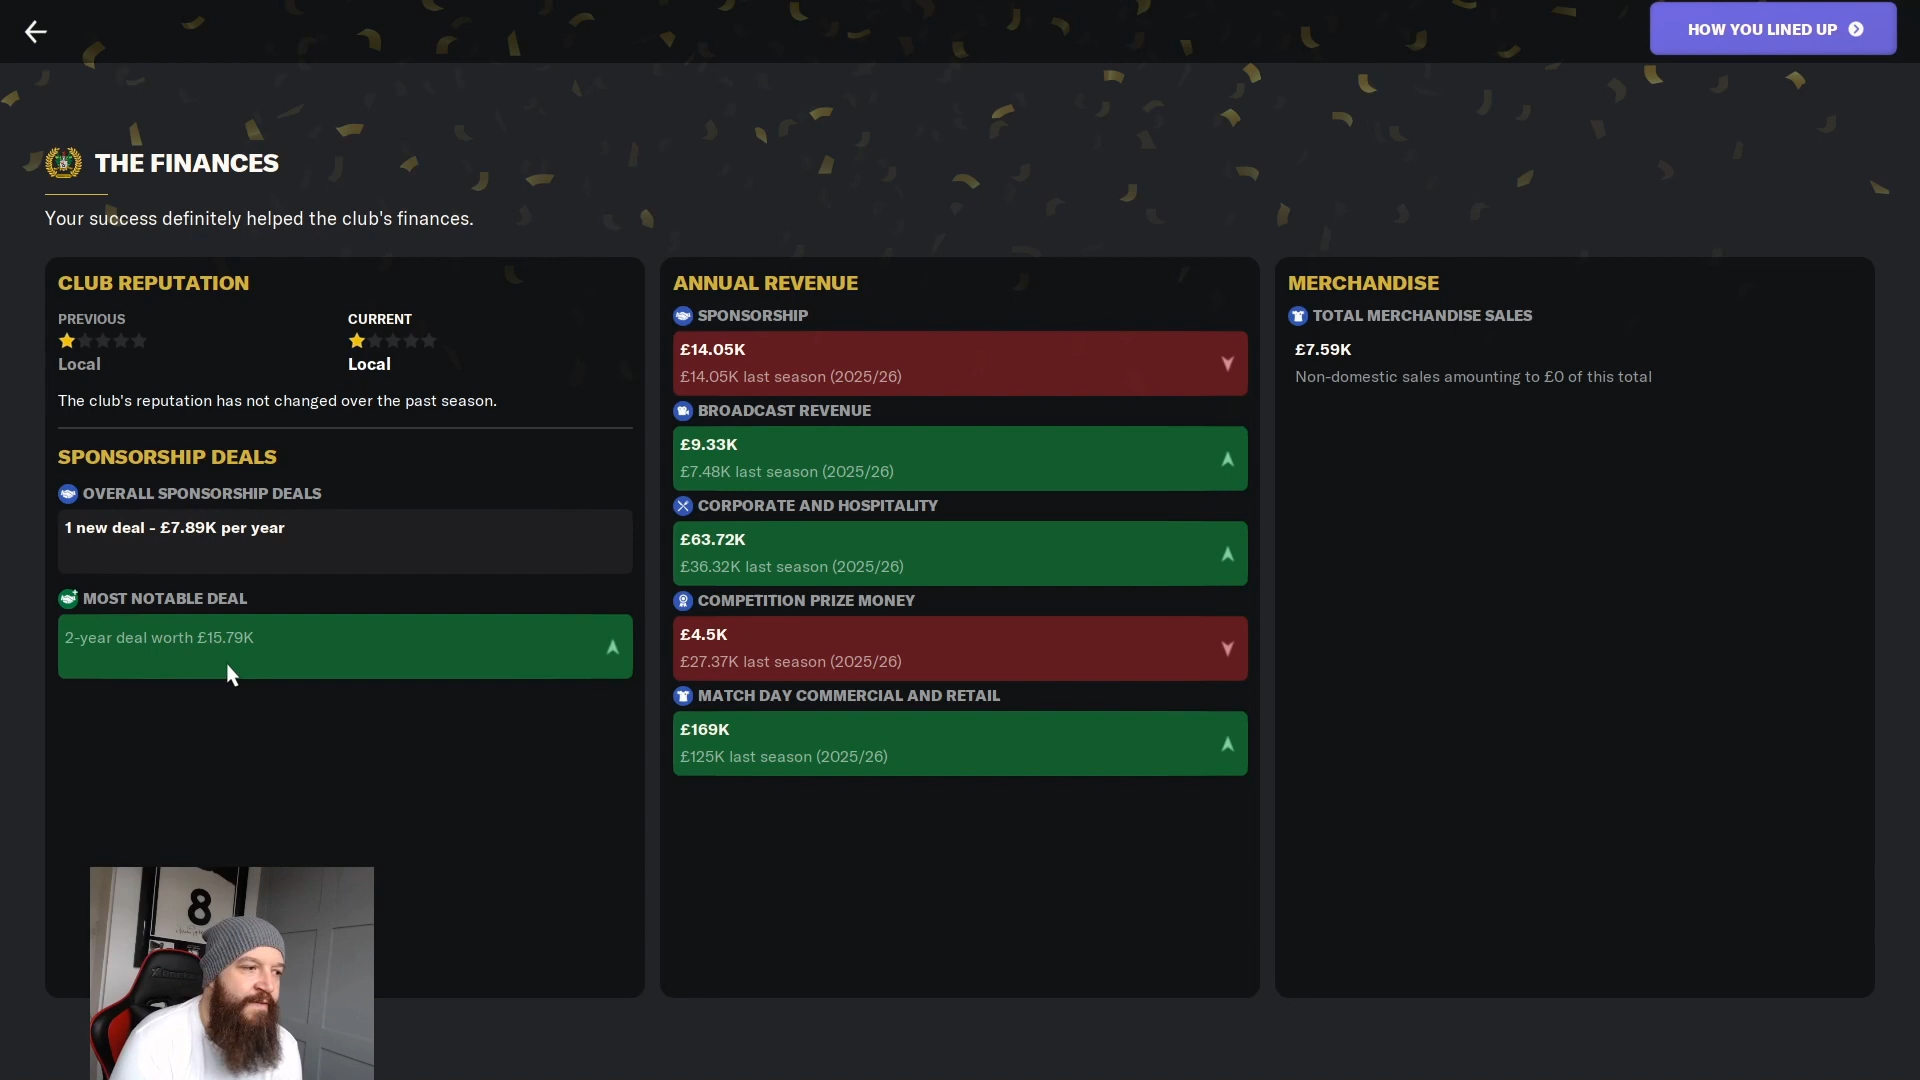 HOW YOU LINED UP
THE FINANCES
Your success definitely helped the club's finances.
CLUB REPUTATION
PREVIOUS
Local
CURRENT
Local
The club's reputation has not changed over the past season.
SPONSORSHIP DEALS
OVERALL SPONSORSHIP DEALS
1 new deal - £7.89K per year
MOST NOTABLE DEAL
2-year deal worth £15.79K
ANNUAL REVENUE
SPONSORSHIP
£14.05K
£14.05K last season (2025/26)
BROADCAST REVENUE
£9.33K
£7.48K last season (2025/26)
CORPORATE AND HOSPITALITY
£63.72K
£36.32K last season (2025/26)
COMPETITION PRIZE MONEY
£4.5K
£27.37K last season (2025/26)
MATCH DAY COMMERCIAL AND RETAIL
£169K
£125K last season (2025/26)
MERCHANDISE
TOTAL MERCHANDISE SALES
£7.59K
Non-domestic sales amounting to £0 of this total
8